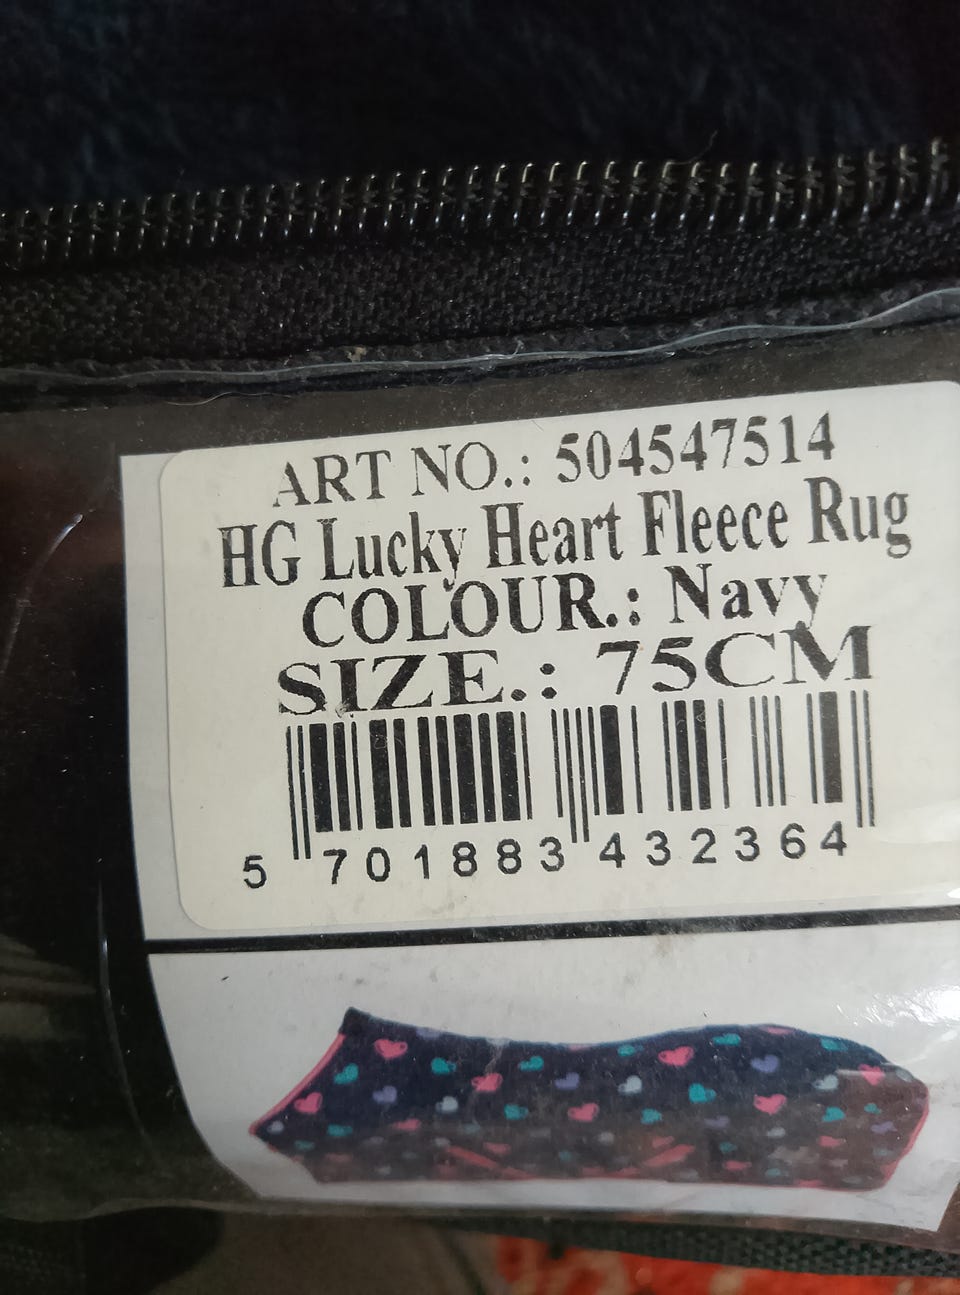 ART NO.: 504547514
HG Lucky Heart Fleece Rug
COLOUR.: Navy
SIZE.: 75CM
5 701883 432364